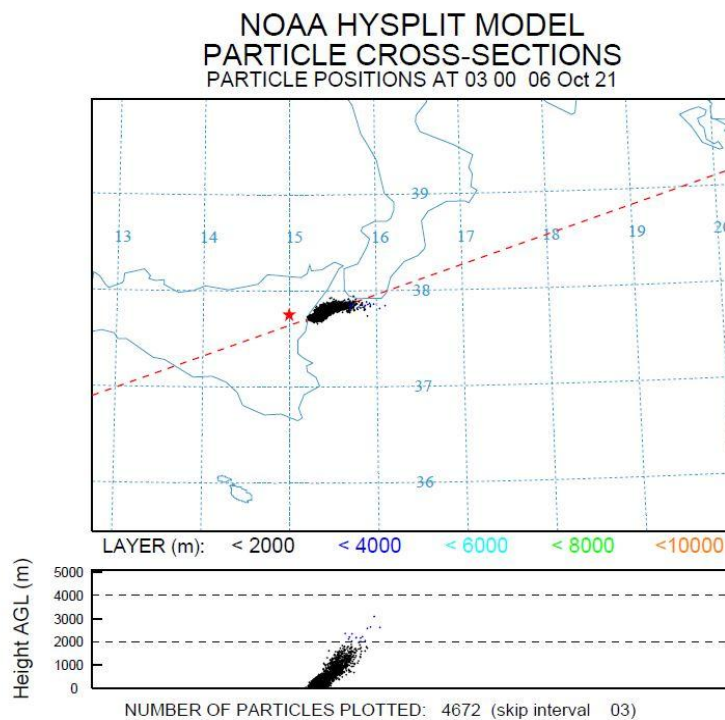 NOAA HYSPLIT MODEL
PARTICLE CROSS-SECTIONS
PARTICLE POSITIONS AT 03 00  06 Oct 21
39
13 14 15 16 17 18 19 20
38
37
36
LAYER (m): < 2000 < 4000 < 6000 < 8000 <10000
Height AGL (m)
5000
4000
3000
2000
1000
0
NUMBER OF PARTICLES PLOTTED:  4672  (skip interval  03)